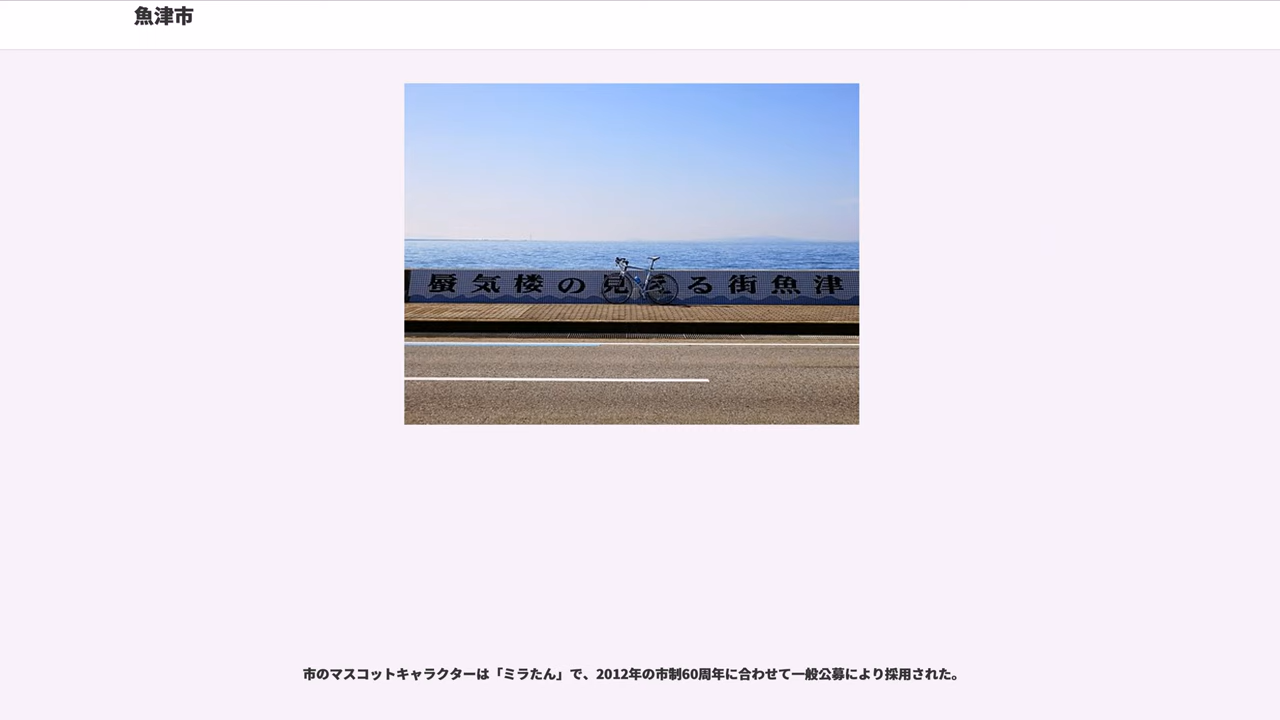 魚津市
蜃気楼の見える街魚津
市のマスコットキャラクターは「ミラたん」で、2012年の市制60周年に合わせて一般公募により採用された。